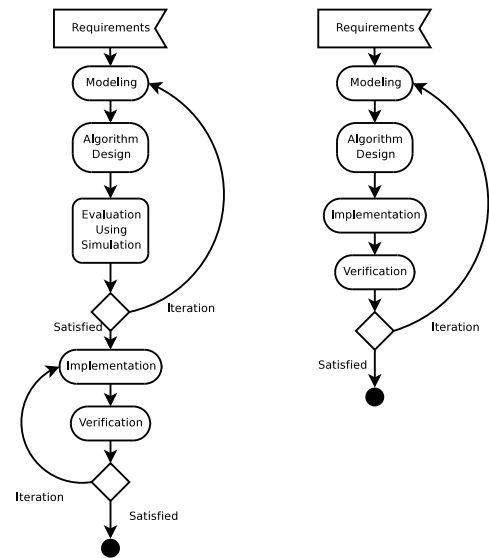 Requirements
Modeling
Algorithm
Design
Evaluation
Using
Simulation
Iteration
Satisfied
Implementation
Verification
Iteration
Satisfied
Requirements
Modeling
Algorithm
Design
Implementation
Verification
Iteration
Satisfied